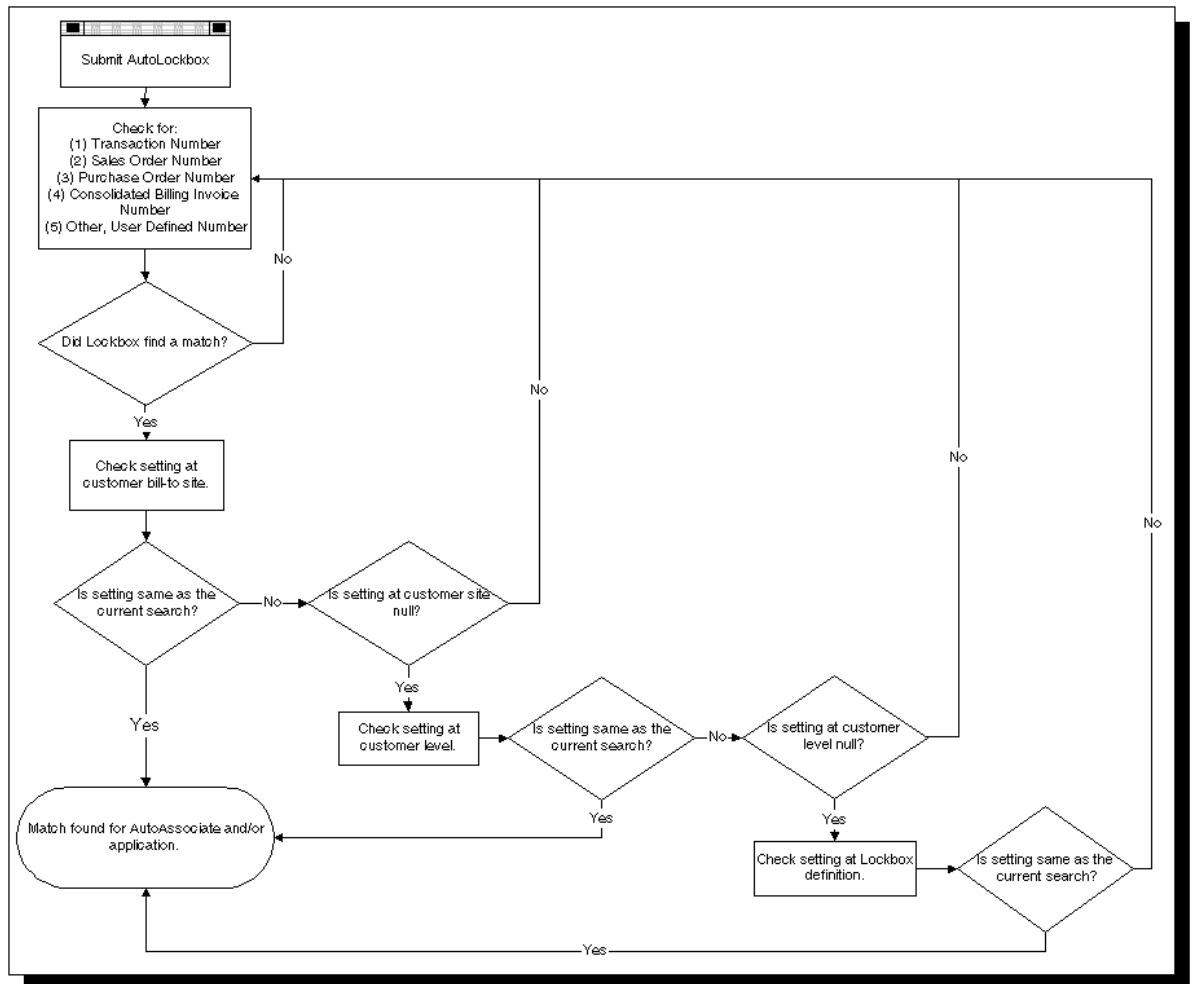 Submit AutoLockbox
Check for:
(1) Transaction Number
(2) Sales Order Number
(3) Purchase Order Number
(4) Consolidated Billing Invoice
Number
(5) Other, User Defined Number
No
Did Lockbox find a match?
Yes
Check setting at
customer bill-to site.
Is setting same as the
current search?
No
Is setting at customer site
null?
No
Yes
Yes
Check setting at
customer level.
Is setting same as the
current search?
No
Is setting at customer
level null?
No
Yes
Yes
Match found for AutoAssociate and/or
application.
Check setting at Lockbox
definition.
Is setting same as the
current search?
No
Yes